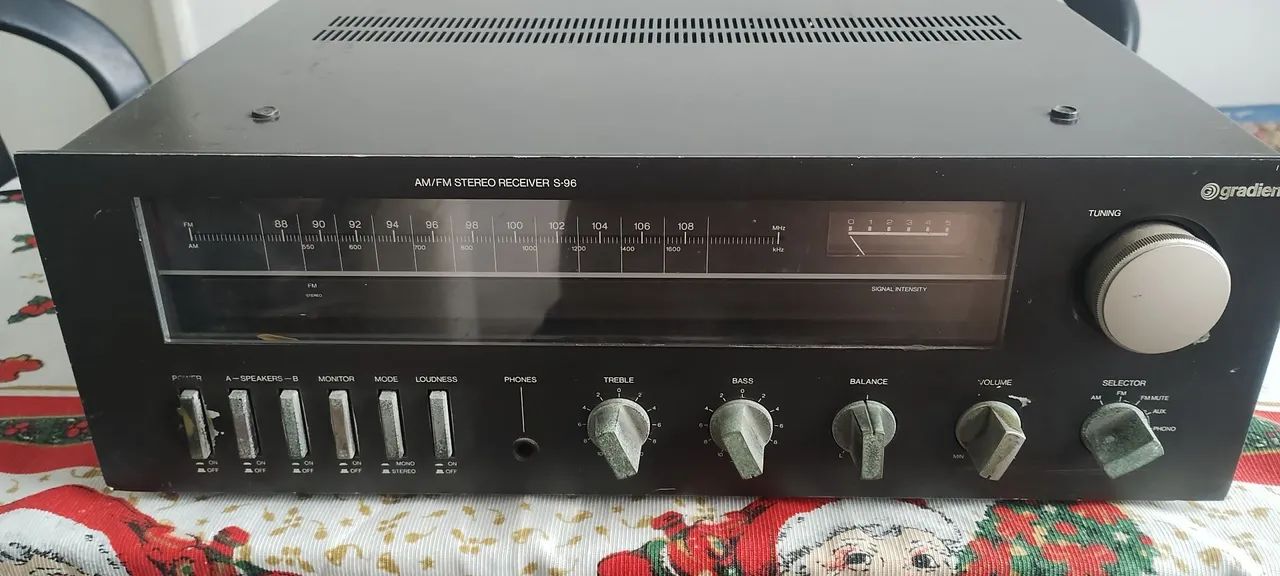 AM/FM STEREO RECEIVER S-96
gradien
TUNING
FM 88 90 92 94 96 98 100 102 104 106 108 MHz
AM 550 600 700 800 1000 1200 1400 1600 kHz
0 1 2 3 4 5
SIGNAL INTENSITY
FM
STEREO
POWER A-SPEAKERS-B MONITOR MODE LOUDNESS PHONES TREBLE BASS BALANCE VOLUME SELECTOR
AM FM FM MUTE
AUX.
PHONO
MIN
ON ON ON ON MONO ON
OFF OFF OFF OFF STEREO OFF